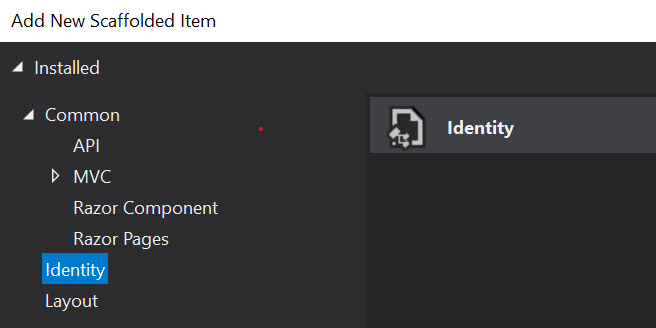 Add New Scaffolded Item
Installed
Common
API
MVC
Razor Component
Razor Pages
Identity
Layout
Identity